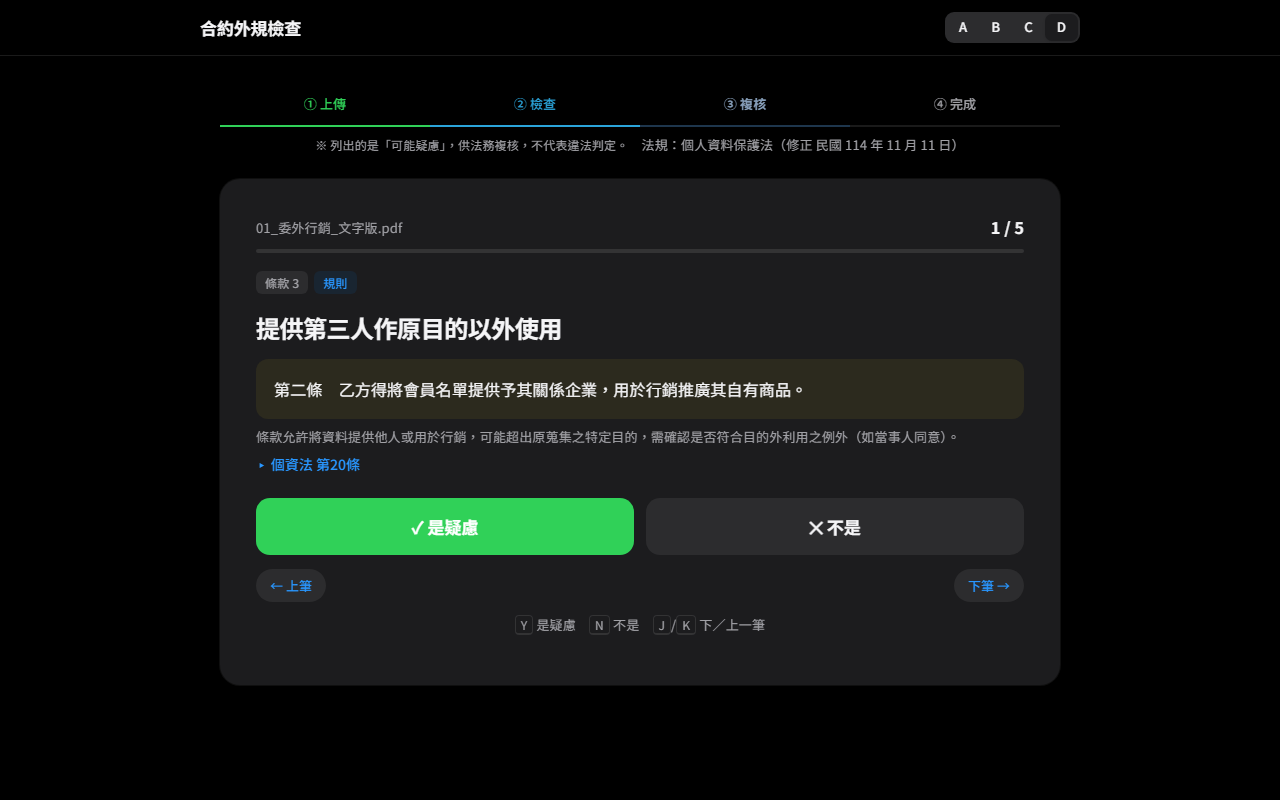 合約外規檢查
A B C D
① 上傳 ② 檢查 ③ 複核 ④ 完成
※ 列出的是「可能疑慮」，供法務複核，不代表違法判定。 法規：個人資料保護法（修正 民國 114 年 11 月 11 日）
01_委外行銷_文字版.pdf 1 / 5
條款 3 規則
提供第三人作原目的以外使用
第二條　乙方得將會員名單提供予其關係企業，用於行銷推廣其自有商品。
條款允許將資料提供他人或用於行銷，可能超出原蒐集之特定目的，需確認是否符合目的外利用之例外（如當事人同意）。
▸ 個資法 第20條
✓ 是疑慮 ✕ 不是
← 上筆 下筆 →
Y 是疑慮 N 不是 J / K 下／上一筆